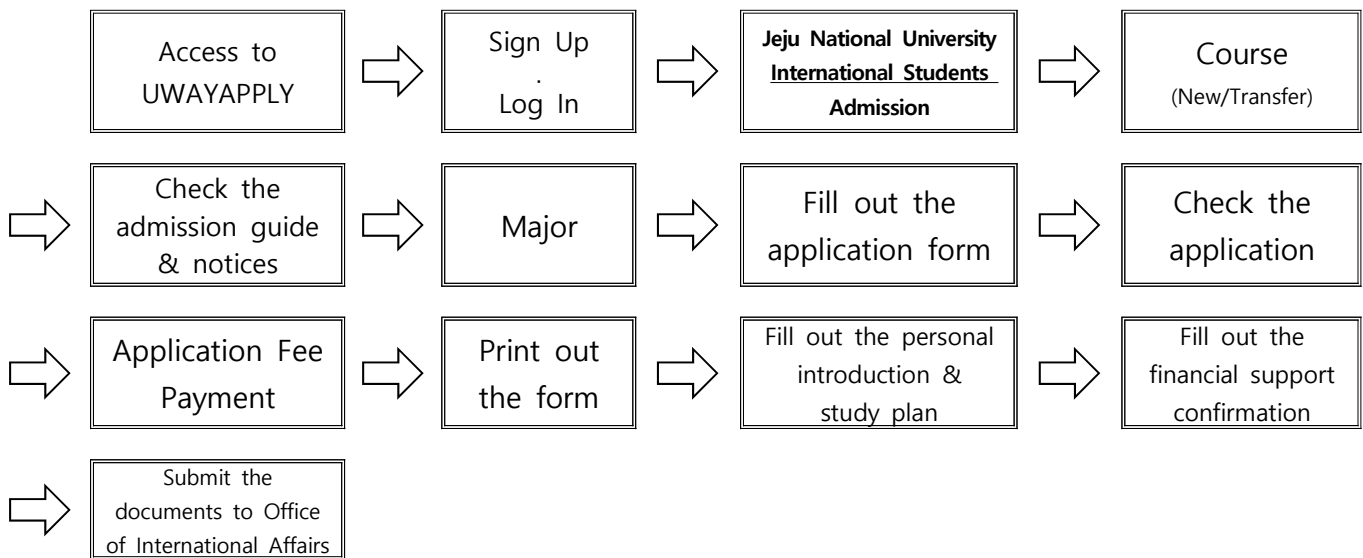 Access to
UWAYAPPLY
Sign Up
·
Log In
Jeju National University
International Students
Admission
Course
(New/Transfer)
Check the
admission guide
& notices
Major
Fill out the
application form
Check the
application
Application Fee
Payment
Print out
the form
Fill out the personal
introduction &
study plan
Fill out the
financial support
confirmation
Submit the
documents to Office
of International Affairs